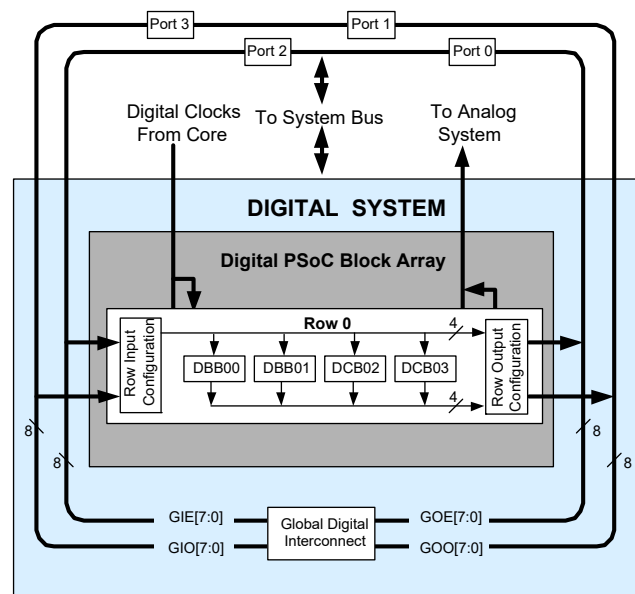 Port 3
Port 1
Port 2
Port 0
Digital Clocks
From Core
To System Bus
To Analog
System
DIGITAL SYSTEM
Digital PSoC Block Array
Row Input
Configuration
Row 0
4
DBB00
DBB01
DCB02
DCB03
4
Row Output
Configuration
8
8
8
8
GIE[7:0]
GIO[7:0]
Global Digital
Interconnect
GOE[7:0]
GOO[7:0]